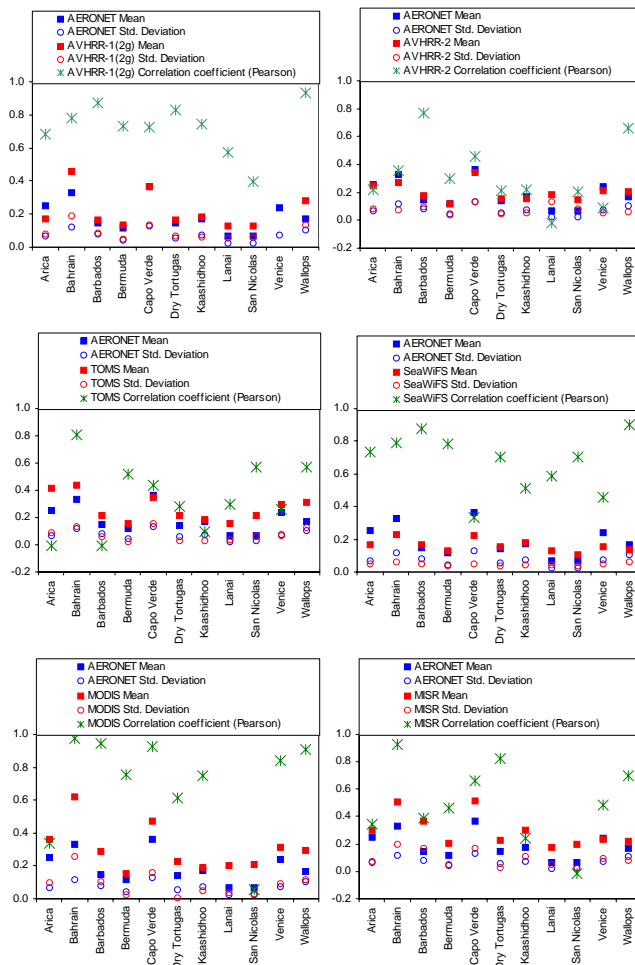 AERONET Mean
AERONET Std. Deviation
AVHRR-1(2g) Mean
AVHRR-1(2g) Std. Deviation
AVHRR-1(2g) Correlation coefficient (Pearson)
1.0
0.8
0.6
0.4
0.2
0.0
Arica
Bahrain
Barbados
Bermuda
Capo Verde
Dry Tortugas
Kaashidhoo
Lanai
San Nicolas
Venice
Wallops
AERONET Mean
AERONET Std. Deviation
AVHRR-2 Mean
AVHRR-2 Std. Deviation
AVHRR-2 Correlation coefficient (Pearson)
1.0
0.8
0.6
0.4
0.2
0.0
-0.2
Arica
Bahrain
Barbados
Bermuda
Capo Verde
Dry Tortugas
Kaashidhoo
Lanai
San Nicolas
Venice
Wallops
AERONET Mean
AERONET Std. Deviation
TOMS Mean
TOMS Std. Deviation
TOMS Correlation coefficient (Pearson)
1.0
0.8
0.6
0.4
0.2
0.0
-0.2
Arica
Bahrain
Barbados
Bermuda
Capo Verde
Dry Tortugas
Kaashidhoo
Lanai
San Nicolas
Venice
Wallops
AERONET Mean
AERONET Std. Deviation
SeaWiFS Mean
SeaWiFS Std. Deviation
SeaWiFS Correlation coefficient (Pearson)
1.0
0.8
0.6
0.4
0.2
0.0
Arica
Bahrain
Barbados
Bermuda
Capo Verde
Dry Tortugas
Kaashidhoo
Lanai
San Nicolas
Venice
Wallops
AERONET Mean
AERONET Std. Deviation
MODIS Mean
MODIS Std. Deviation
MODIS Correlation coefficient (Pearson)
1.0
0.8
0.6
0.4
0.2
0.0
Arica
Bahrain
Barbados
Bermuda
Capo Verde
Dry Tortugas
Kaashidhoo
Lanai
San Nicolas
Venice
Wallops
AERONET Mean
AERONET Std. Deviation
MISR Mean
MISR Std. Deviation
MISR Correlation coefficient (Pearson)
1.0
0.8
0.6
0.4
0.2
0.0
-0.2
Arica
Bahrain
Barbados
Bermuda
Capo Verde
Dry Tortugas
Kaashidhoo
Lanai
San Nicolas
Venice
Wallops